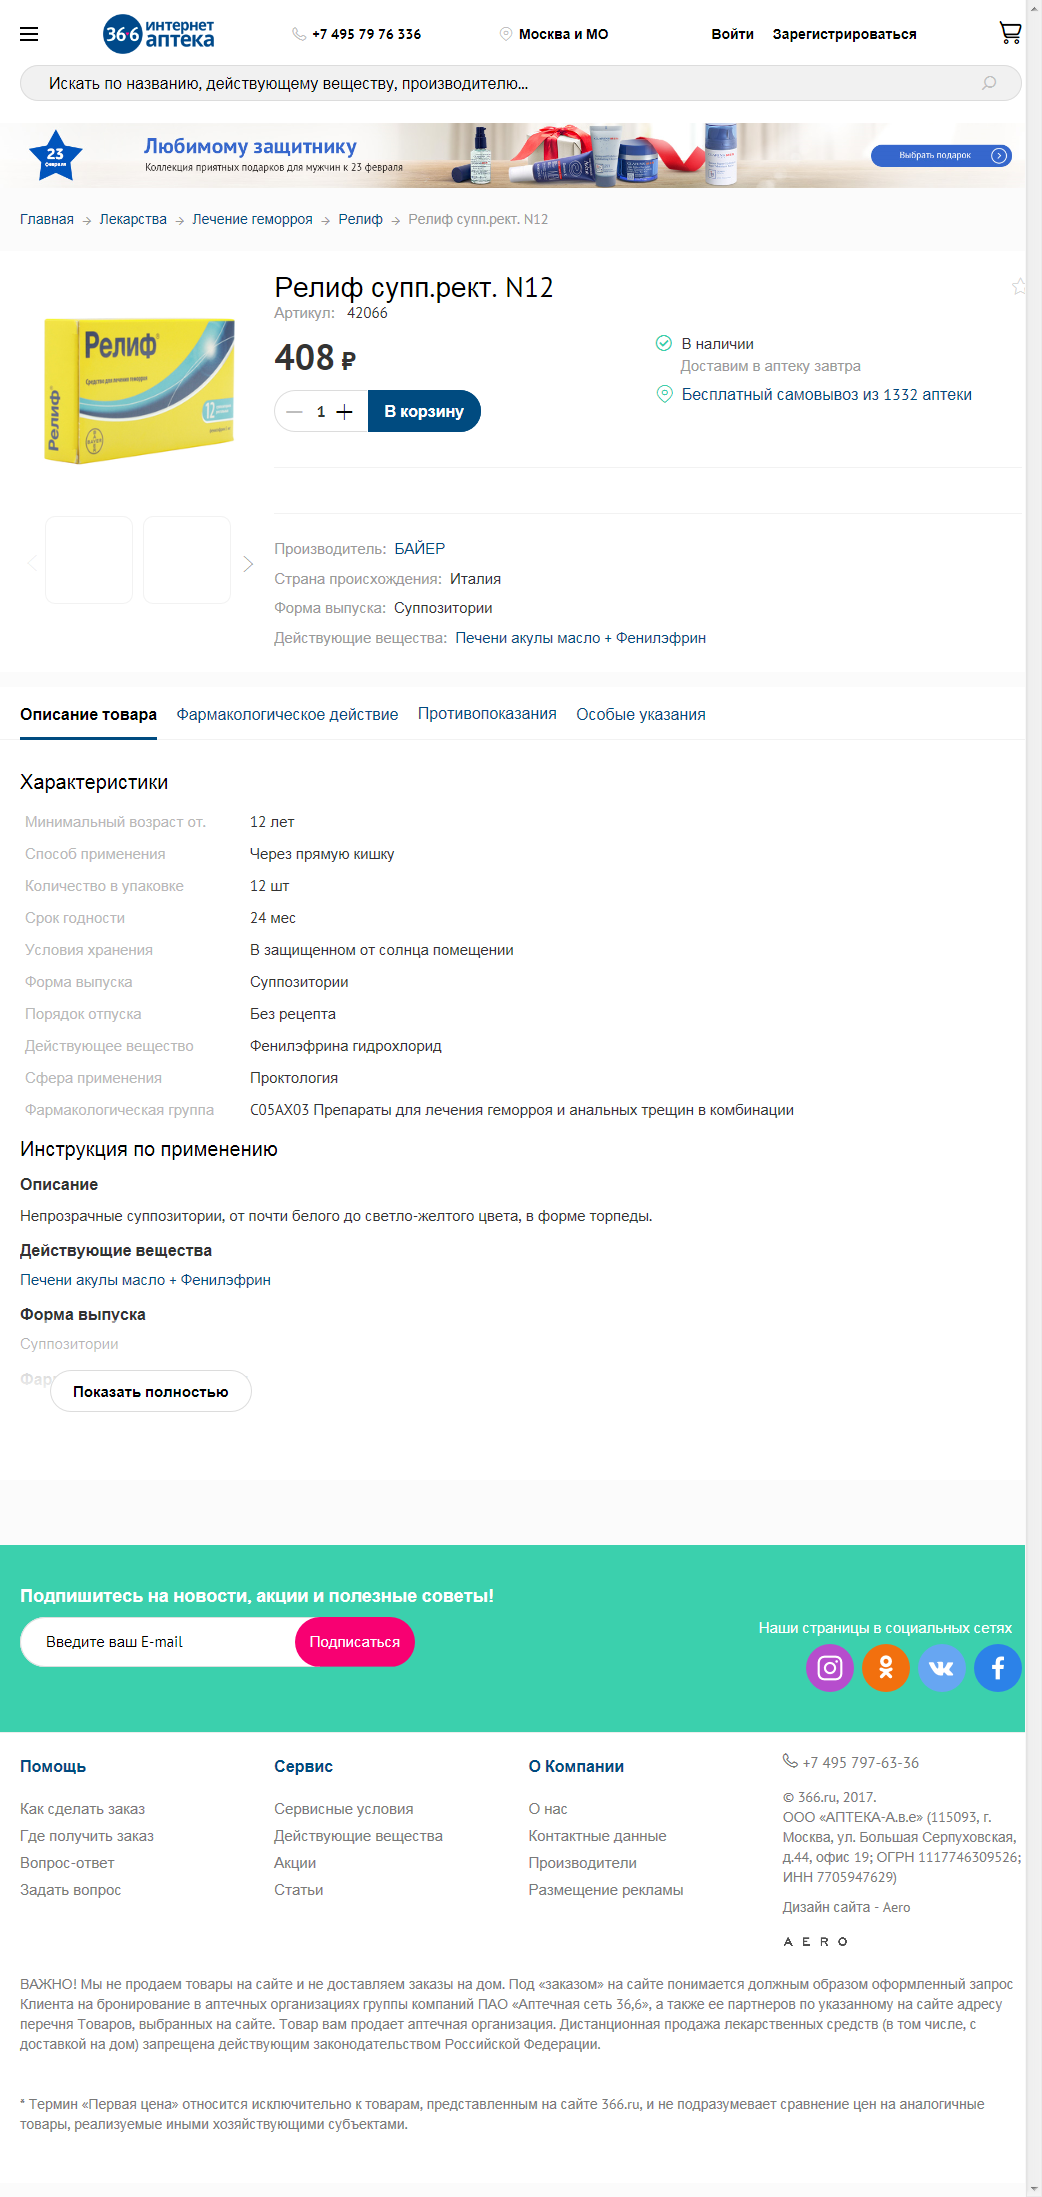 36·6 интернет аптека
+7 495 79 76 336
Москва и МО
Войти
Зарегистрироваться
Искать по названию, действующему веществу, производителю...
23 февраля
Любимому защитнику
Коллекция приятных подарков для мужчин к 23 февраля
Выбрать подарок
Главная → Лекарства → Лечение геморроя → Релиф → Релиф супп.рект. N12
Релиф супп.рект. N12
Артикул: 42066
Релиф
Средство для лечения геморроя
12
Релиф
BAYER
408 ₽
В наличии
Доставим в аптеку завтра
Бесплатный самовывоз из 1332 аптеки
— 1 +
В корзину
Производитель: БАЙЕР
Страна происхождения: Италия
Форма выпуска: Суппозитории
Действующие вещества: Печени акулы масло + Фенилэфрин
Описание товара
Фармакологическое действие
Противопоказания
Особые указания
Характеристики
Минимальный возраст от. 12 лет
Способ применения Через прямую кишку
Количество в упаковке 12 шт
Срок годности 24 мес
Условия хранения В защищенном от солнца помещении
Форма выпуска Суппозитории
Порядок отпуска Без рецепта
Действующее вещество Фенилэфрина гидрохлорид
Сфера применения Проктология
Фармакологическая группа C05AX03 Препараты для лечения геморроя и анальных трещин в комбинации
Инструкция по применению
Описание
Непрозрачные суппозитории, от почти белого до светло-желтого цвета, в форме торпеды.
Действующие вещества
Печени акулы масло + Фенилэфрин
Форма выпуска
Суппозитории
Показать полностью
Подпишитесь на новости, акции и полезные советы!
Введите ваш E-mail
Подписаться
Наши страницы в социальных сетях
Помощь
Как сделать заказ
Где получить заказ
Вопрос-ответ
Задать вопрос
Сервис
Сервисные условия
Действующие вещества
Акции
Статьи
О Компании
О нас
Контактные данные
Производители
Размещение рекламы
+7 495 797-63-36
© 366.ru, 2017.
ООО «АПТЕКА-А.в.е» (115093, г.
Москва, ул. Большая Серпуховская,
д.44, офис 19; ОГРН 1117746309526;
ИНН 7705947629)
Дизайн сайта - Aero
AERO
ВАЖНО! Мы не продаем товары на сайте и не доставляем заказы на дом. Под «заказом» на сайте понимается должным образом оформленный запрос
Клиента на бронирование в аптечных организациях группы компаний ПАО «Аптечная сеть 36,6», а также ее партнеров по указанному на сайте адресу
перечня Товаров, выбранных на сайте. Товар вам продает аптечная организация. Дистанционная продажа лекарственных средств (в том числе, с
доставкой на дом) запрещена действующим законодательством Российской Федерации.
* Термин «Первая цена» относится исключительно к товарам, представленным на сайте 366.ru, и не подразумевает сравнение цен на аналогичные
товары, реализуемые иными хозяйствующими субъектами.